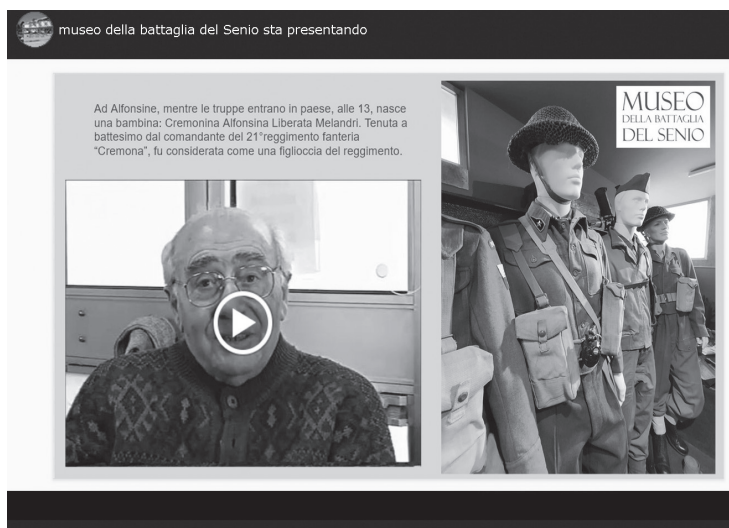 museo della battaglia del Senio sta presentando
Ad Alfonsine, mentre le truppe entrano in paese, alle 13, nasce
una bambina: Cremonina Alfonsina Liberata Melandri. Tenuta a
battesimo dal comandante del 21°reggimento fanteria
“Cremona”, fu considerata come una figlioccia del reggimento.
MUSEO
DELLA BATTAGLIA
DEL SENIO